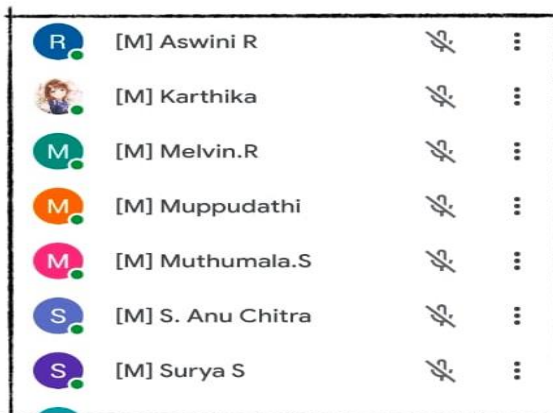 R [M] Aswini R
[M] Karthika
M [M] Melvin.R
M [M] Muppudathi
M [M] Muthumala.S
S [M] S. Anu Chitra
S [M] Surya S